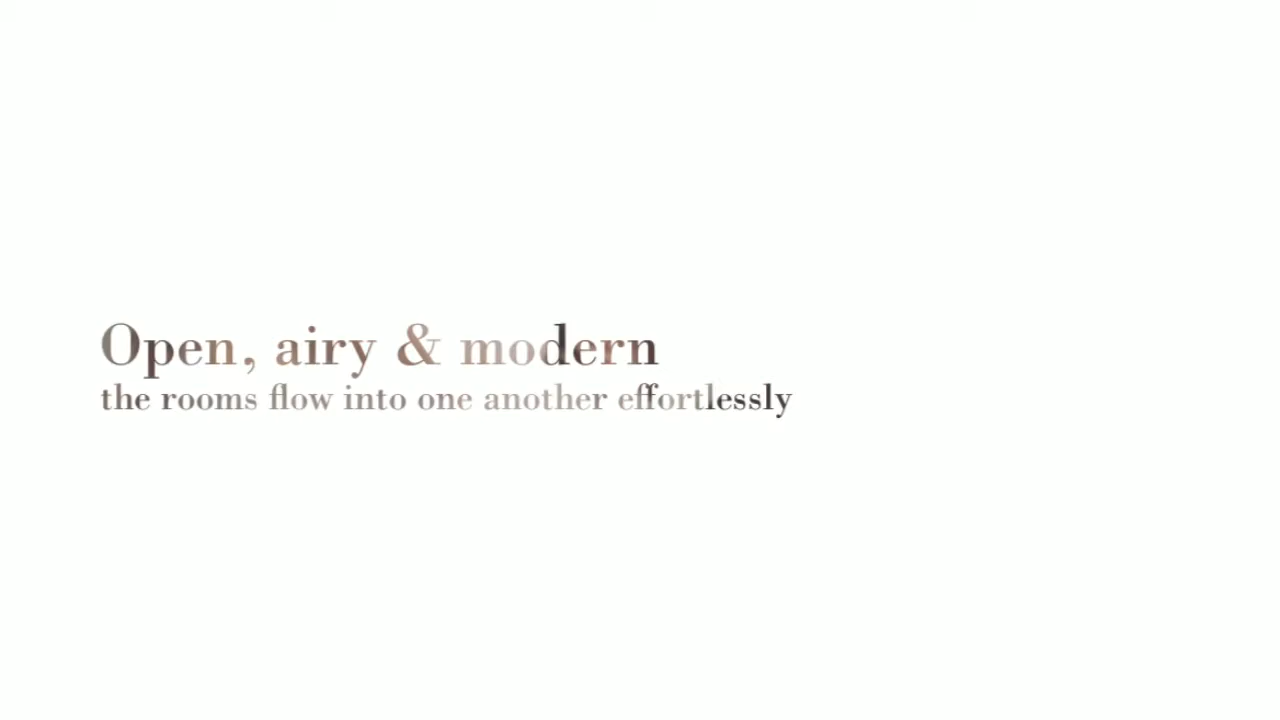 Open, airy & modern
the rooms flow into one another effortlessly